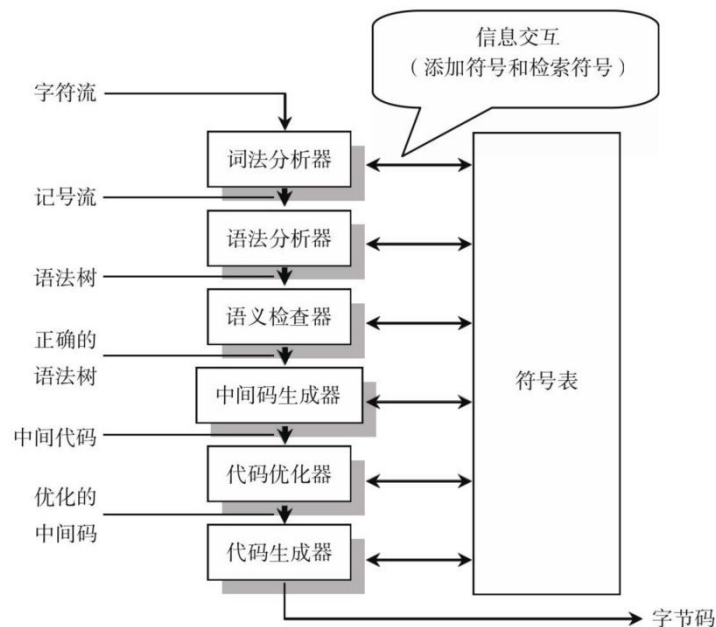 信息交互
（添加符号和检索符号）
字符流
词法分析器
记号流
语法分析器
语法树
语义检查器
正确的
语法树
中间码生成器
符号表
中间代码
代码优化器
优化的
中间码
代码生成器
字节码